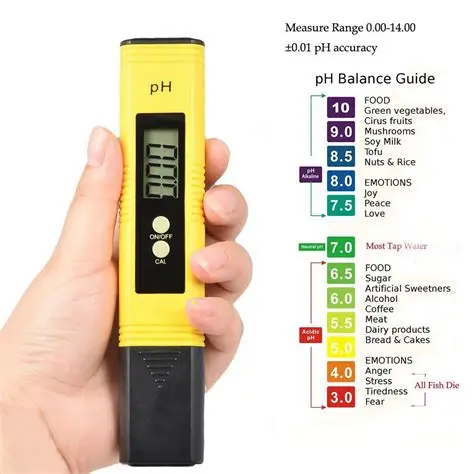 Measure Range 0.00-14.00
±0.01 pH accuracy
pH Balance Guide
pH
ON/OFF
CAL
10
9.0
8.5
8.0
7.5
pH
Alkaine
FOOD
Green vegetables,
Cirus fruits
Mushrooms
Soy Milk
Tofu
Nuts & Rice
EMOTIONS
Joy
Peace
Love
Neutral pH
7.0
Most Tap Water
6.5
6.0
5.5
5.0
4.0
3.0
Acidic
pH
FOOD
Sugar
Artificial Sweetners
Alcohol
Coffee
Meat
Dairy products
Bread & Cakes
EMOTIONS
Anger
Stress
Tiredness
Fear
All Fish Die